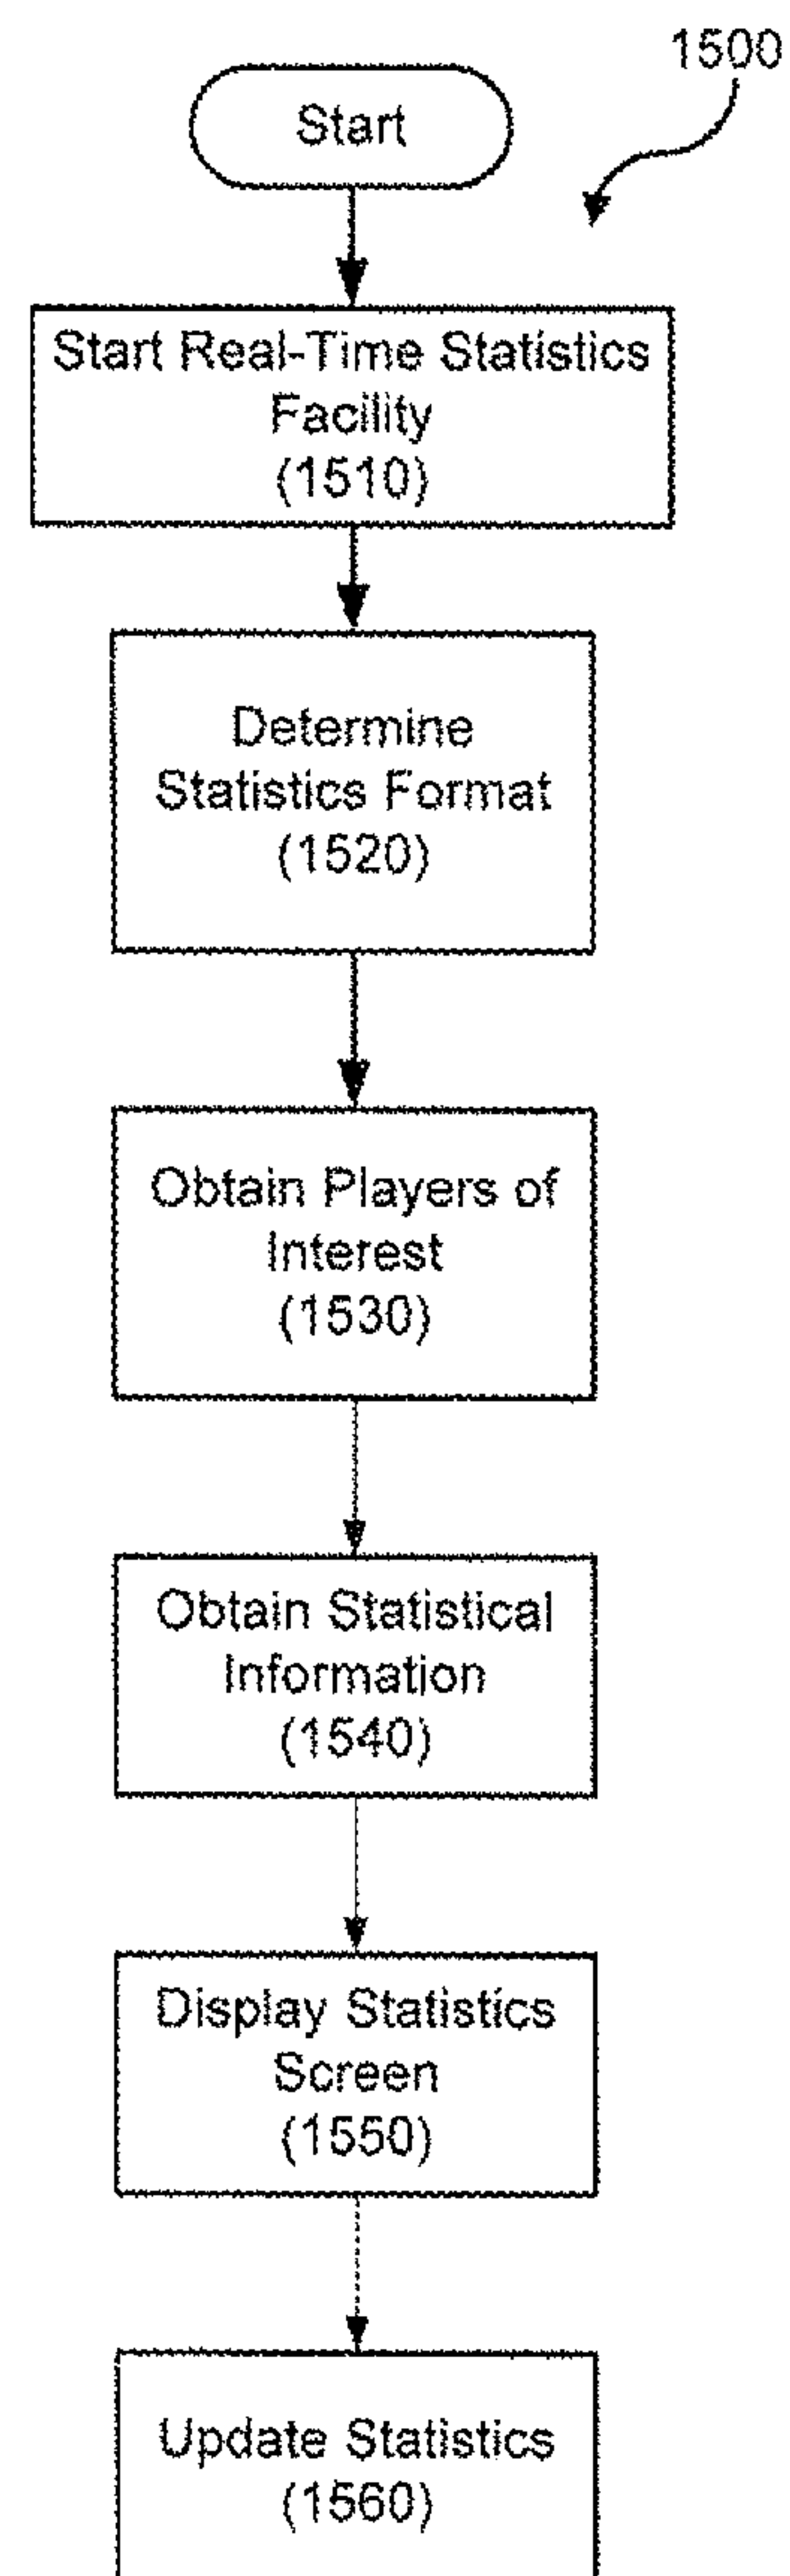 1500
Start
Start Real-Time Statistics
Facility
(1510)
Determine
Statistics Format
(1520)
Obtain Players of
Interest
(1530)
Obtain Statistical
Information
(1540)
Display Statistics
Screen
(1550)
Update Statistics
(1560)